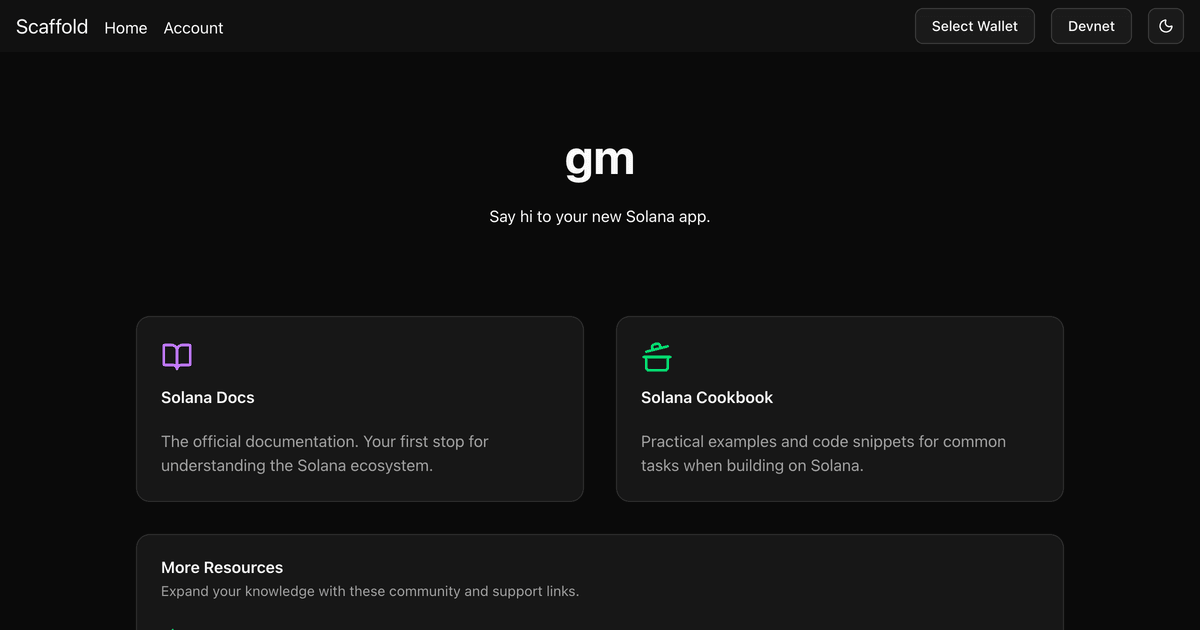 Scaffold Home Account Select Wallet Devnet
gm
Say hi to your new Solana app.
Solana Docs
The official documentation. Your first stop for
understanding the Solana ecosystem.
Solana Cookbook
Practical examples and code snippets for common
tasks when building on Solana.
More Resources
Expand your knowledge with these community and support links.